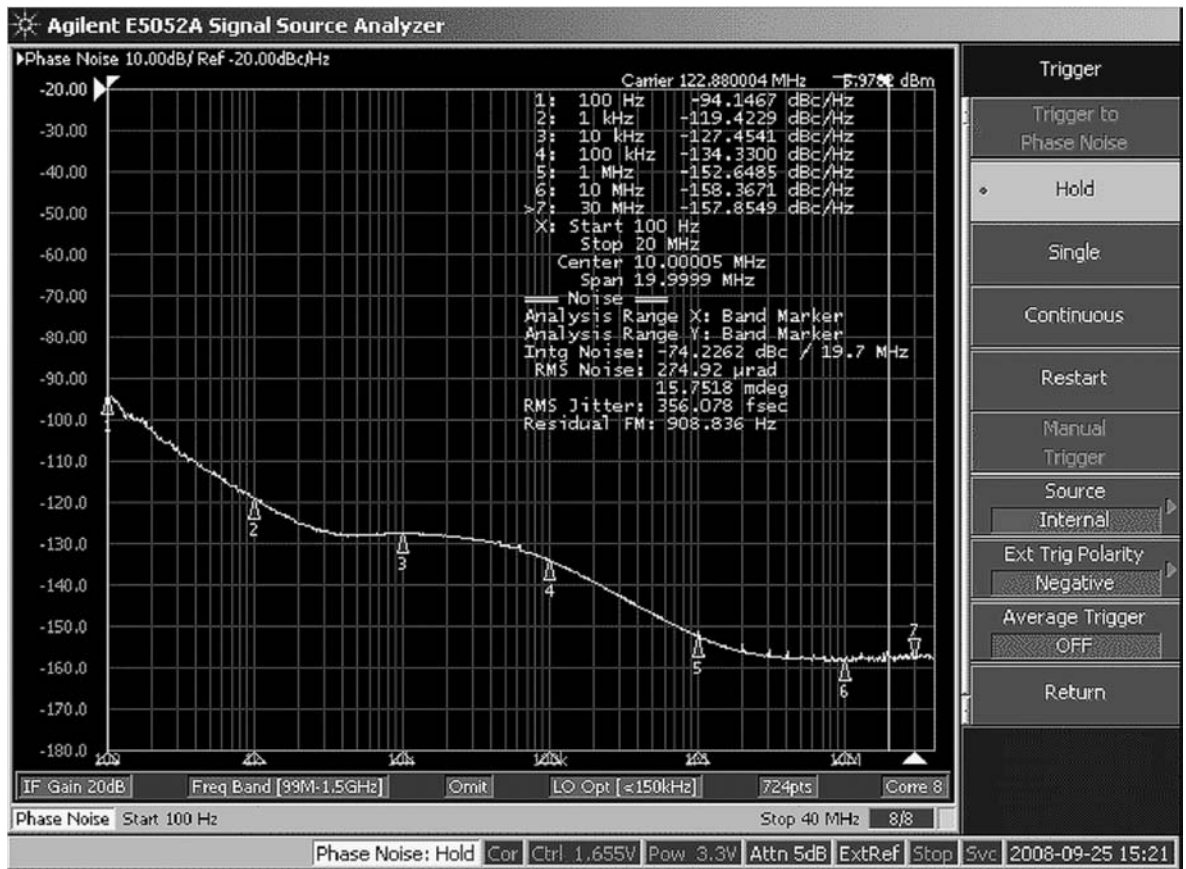 Agilent E5052A Signal Source Analyzer
▶Phase Noise 10.00dB/ Ref -20.00dBc/Hz
Carrier 122.880004 MHz dBm
1: 100 Hz -94.1467 dBc/Hz
2: 1 kHz -119.4229 dBc/Hz
3: 10 kHz -127.4541 dBc/Hz
4: 100 kHz -134.3300 dBc/Hz
5: 1 MHz -152.6485 dBc/Hz
6: 10 MHz -158.3671 dBc/Hz
>7: 30 MHz -157.8549 dBc/Hz
X: Start 100 Hz
Stop 20 MHz
Center 10.00005 MHz
Span 19.9999 MHz
=== Noise ===
Analysis Range X: Band Marker
Analysis Range Y: Band Marker
Intg Noise: -74.2262 dBc / 19.7 MHz
RMS Noise: 274.92 µrad
15.7518 mdeg
RMS Jitter: 356.078 fsec
Residual FM: 908.836 Hz
-20.00
-30.00
-40.00
-50.00
-60.00
-70.00
-80.00
-90.00
-100.0
-110.0
-120.0
-130.0
-140.0
-150.0
-160.0
-170.0
-180.0
1
2
3
4
5
6
7
IF Gain 20dB
Freq Band [99M-1.5GHz]
Omit
LO Opt [<150kHz]
724pts
Corre 8
Phase Noise Start 100 Hz
Stop 40 MHz 8/8
Phase Noise: Hold Cor Ctrl 1.655V Pow 3.3V Attn 5dB ExtRef Stop Svc 2008-09-25 15:21
Trigger
Trigger to
Phase Noise
Hold
Single
Continuous
Restart
Manual
Trigger
Source
Internal
Ext Trig Polarity
Negative
Average Trigger
OFF
Return